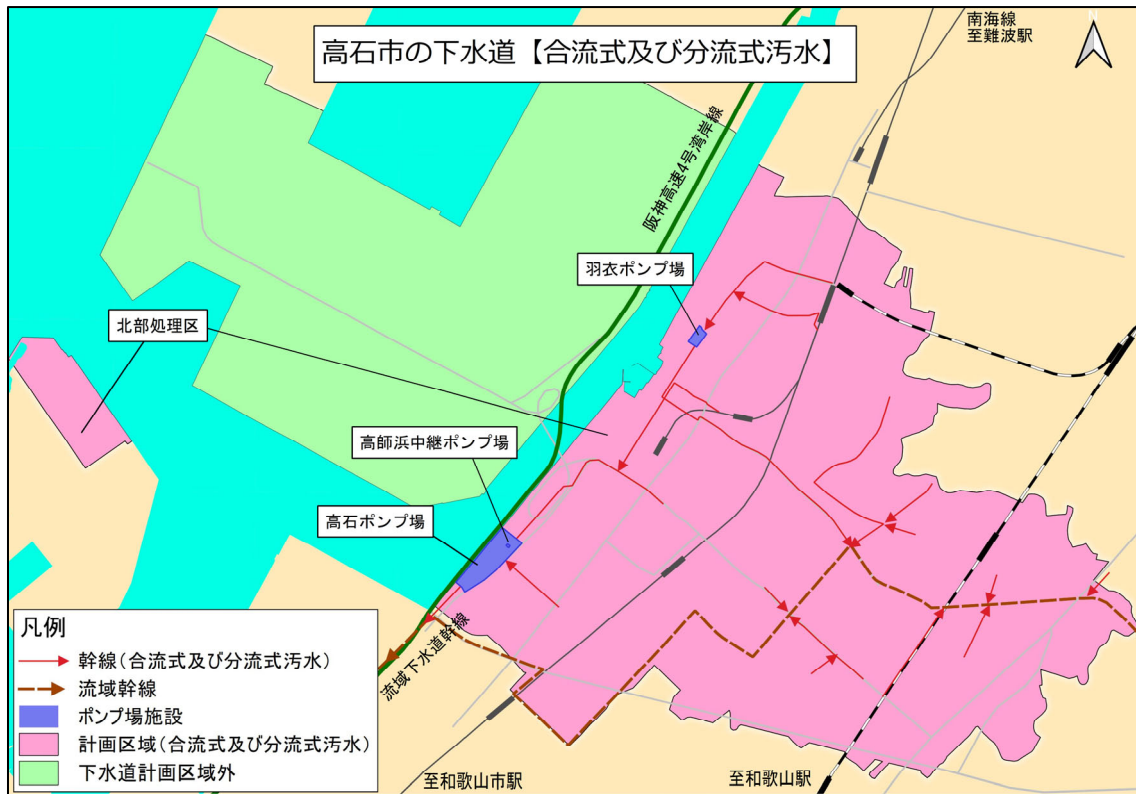 高石市の下水道【合流式及び分流式汚水】
南海線
至難波駅
N
阪神高速4号湾岸線
羽衣ポンプ場
北部処理区
高師浜中継ポンプ場
高石ポンプ場
流域下水道幹線
凡例
幹線(合流式及び分流式汚水)
流域幹線
ポンプ場施設
計画区域(合流式及び分流式汚水)
下水道計画区域外
至和歌山市駅
至和歌山駅